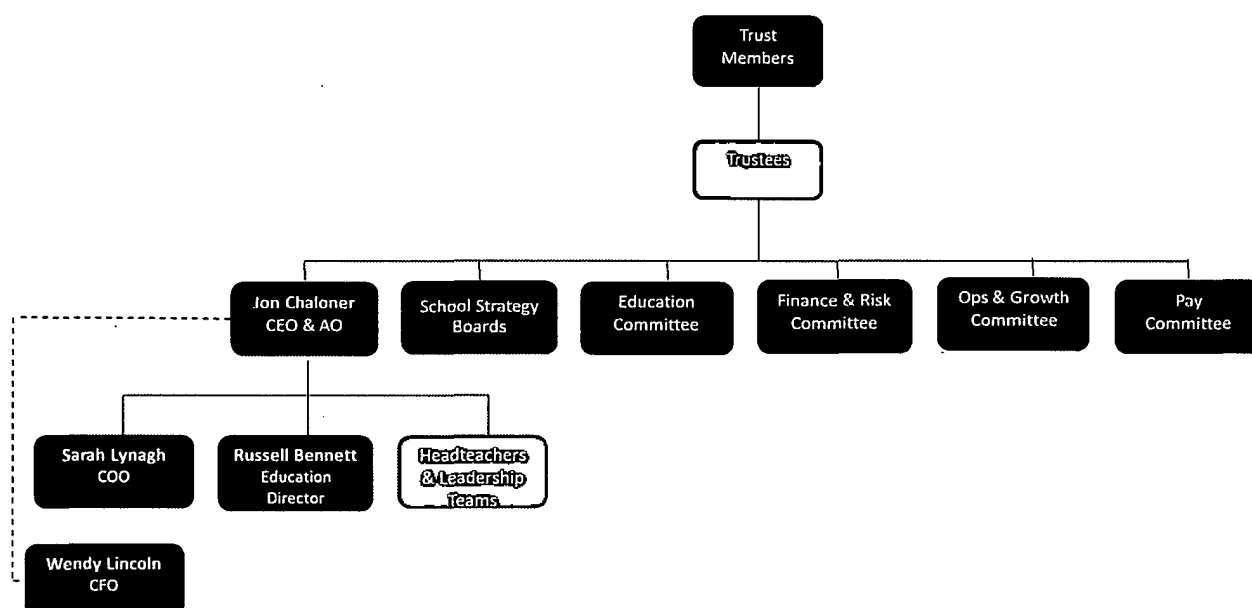 Trust
Members
Trustees
Jon Chaloner
CEO & AO
School Strategy
Boards
Education
Committee
Finance & Risk
Committee
Ops & Growth
Committee
Pay
Committee
Sarah Lynagh
COO
Russell Bennett
Education
Director
Headteachers
& Leadership
Teams
Wendy Lincoln
CFO